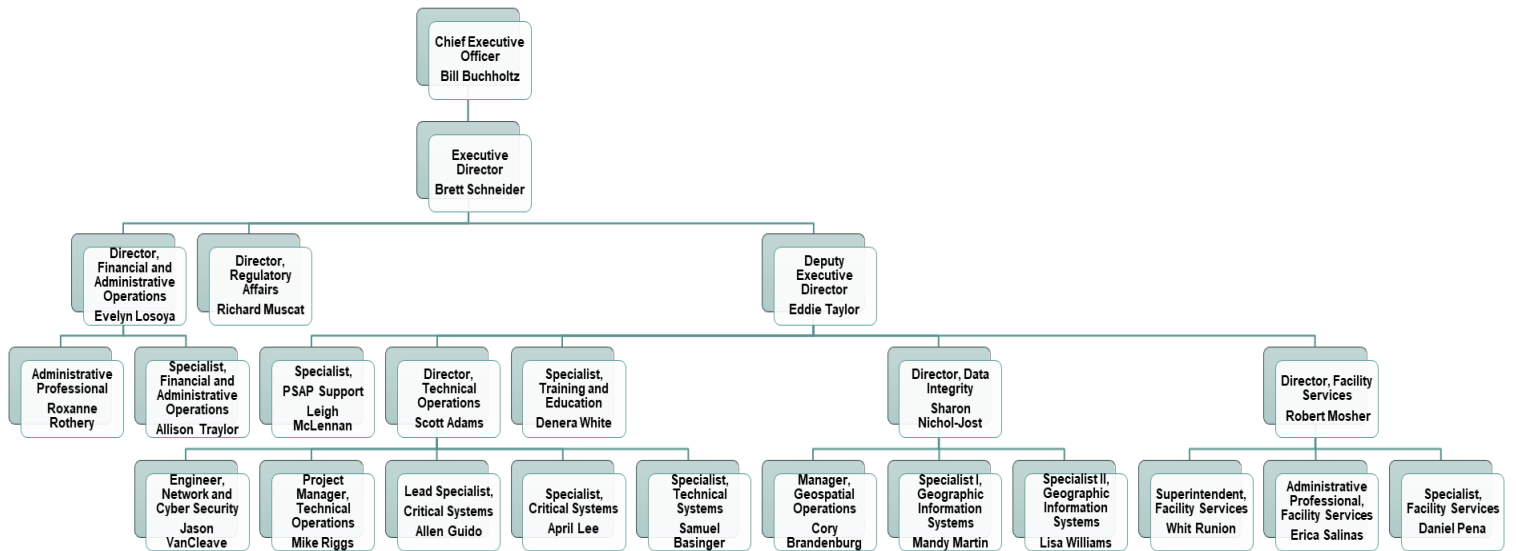 Chief Executive
Officer
Bill Buchholtz
Executive
Director
Brett Schneider
Director,
Financial and
Administrative
Operations
Evelyn Losoya
Director,
Regulatory
Affairs
Richard Muscat
Deputy
Executive
Director
Eddie Taylor
Administrative
Professional
Roxanne
Rothery
Specialist,
Financial and
Administrative
Operations
Allison Traylor
Specialist,
PSAP Support
Leigh
McLennan
Director,
Technical
Operations
Scott Adams
Specialist,
Training and
Education
Denera White
Director, Data
Integrity
Sharon
Nichol-Jost
Director, Facility
Services
Robert Mosher
Engineer,
Network and
Cyber Security
Jason
VanCleave
Project
Manager,
Technical
Operations
Mike Riggs
Lead Specialist,
Critical Systems
Allen Guido
Specialist,
Critical Systems
April Lee
Specialist,
Technical
Systems
Samuel
Basinger
Manager,
Geospatial
Operations
Cory
Brandenburg
Specialist I,
Geographic
Information
Systems
Mandy Martin
Specialist II,
Geographic
Information
Systems
Lisa Williams
Superintendent,
Facility Services
Whit Runion
Administrative
Professional,
Facility Services
Erica Salinas
Specialist,
Facility Services
Daniel Pena